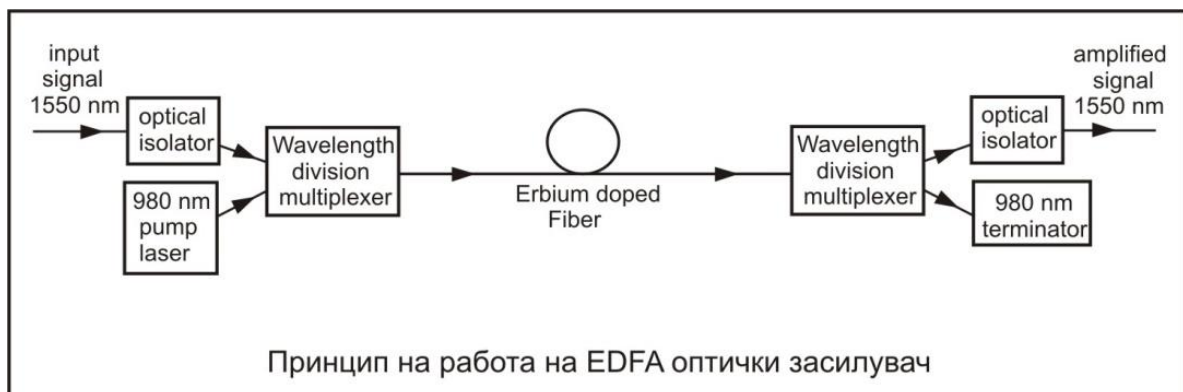 input
signal
1550 nm
optical
isolator
980 nm
pump
laser
Wavelength
division
multiplexer
Erbium doped
Fiber
Wavelength
division
multiplexer
optical
isolator
980 nm
terminator
amplified
signal
1550 nm
Принцип на работа на EDFA оптички засилувач